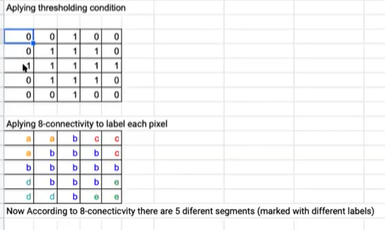 Aplying thresholding condition
0 0 1 0 0
0 1 1 1 0
1 1 1 1 1
0 1 1 1 0
0 0 1 0 0
Aplying 8-connectivity to label each pixel
a a b c c
a b b b c
b b b b b
d b b b e
d d b e e
Now According to 8-conecticvity there are 5 diferent segments (marked with different labels)